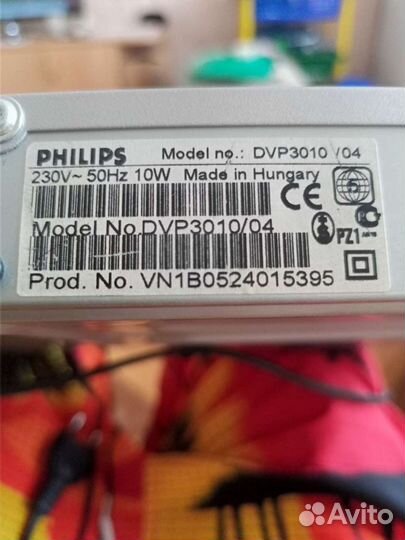 PHILIPS Model no.: DVP3010 /04
230V~ 50Hz 10W Made in Hungary
CE 5
Model No.DVP3010/04
PZ1
Prod. No. VN1B0524015395
Avito